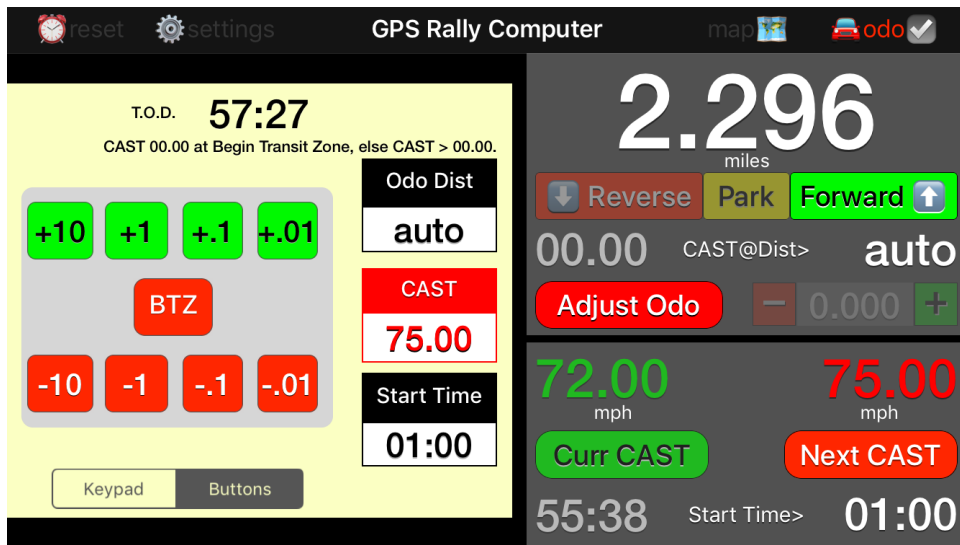 reset settings GPS Rally Computer map odo
T.O.D. 57:27
CAST 00.00 at Begin Transit Zone, else CAST > 00.00.
Odo Dist
auto
+10 +1 +.1 +.01
CAST
75.00
BTZ
Start Time
01:00
-10 -1 -.1 -.01
Keypad Buttons
2.296
miles
Reverse Park Forward
00.00 CAST@Dist> auto
Adjust Odo − 0.000 +
72.00 75.00
mph mph
Curr CAST Next CAST
55:38 Start Time> 01:00